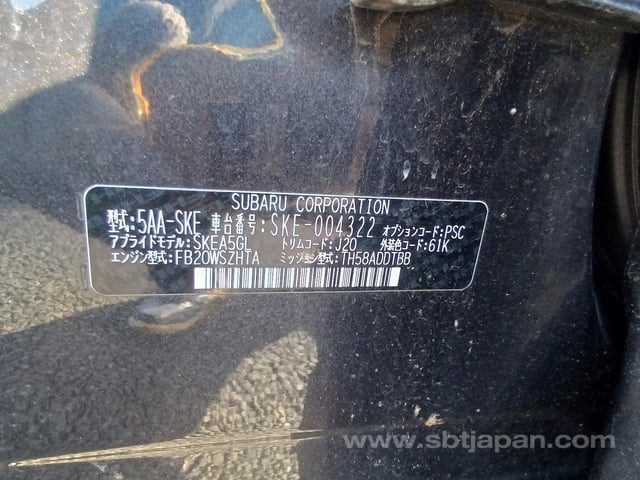 SUBARU CORPORATION
型式:5AA-SKE 車台番号:SKE-004322 オプションコード:PSC
アプライドモデル:SKEA5GL トリムコード:J20 外装色コード:61K
エンジン型式:FB20WSZHTA ミッション型式:TH58ADDTBB
www.sbtjapan.com